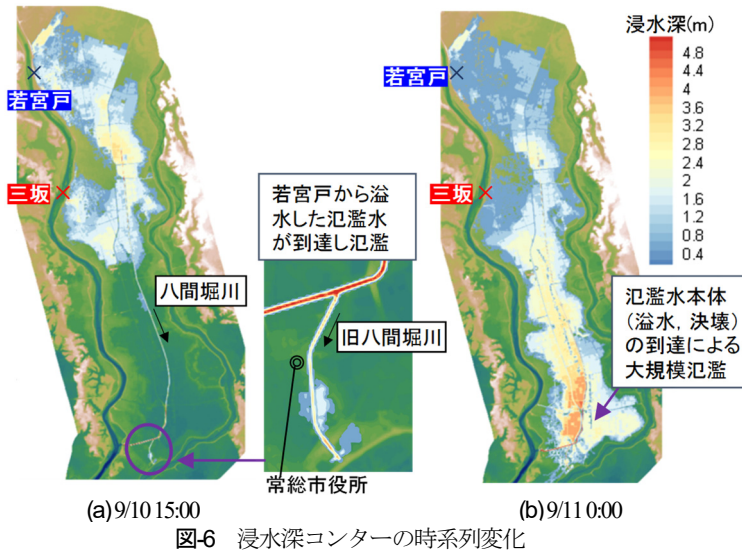 若宮戸
三坂
八間堀川
若宮戸から溢
水した氾濫水
が到達し氾濫
旧八間堀川
常総市役所
浸水深(m)
4.8
4.4
4
3.6
3.2
2.8
2.4
2
1.6
1.2
0.8
0.4
若宮戸
三坂
氾濫水本体
(溢水，決壊)
の到達による
大規模氾濫
(a) 9/10 15:00
(b) 9/11 0:00
図-6 浸水深コンターの時系列変化